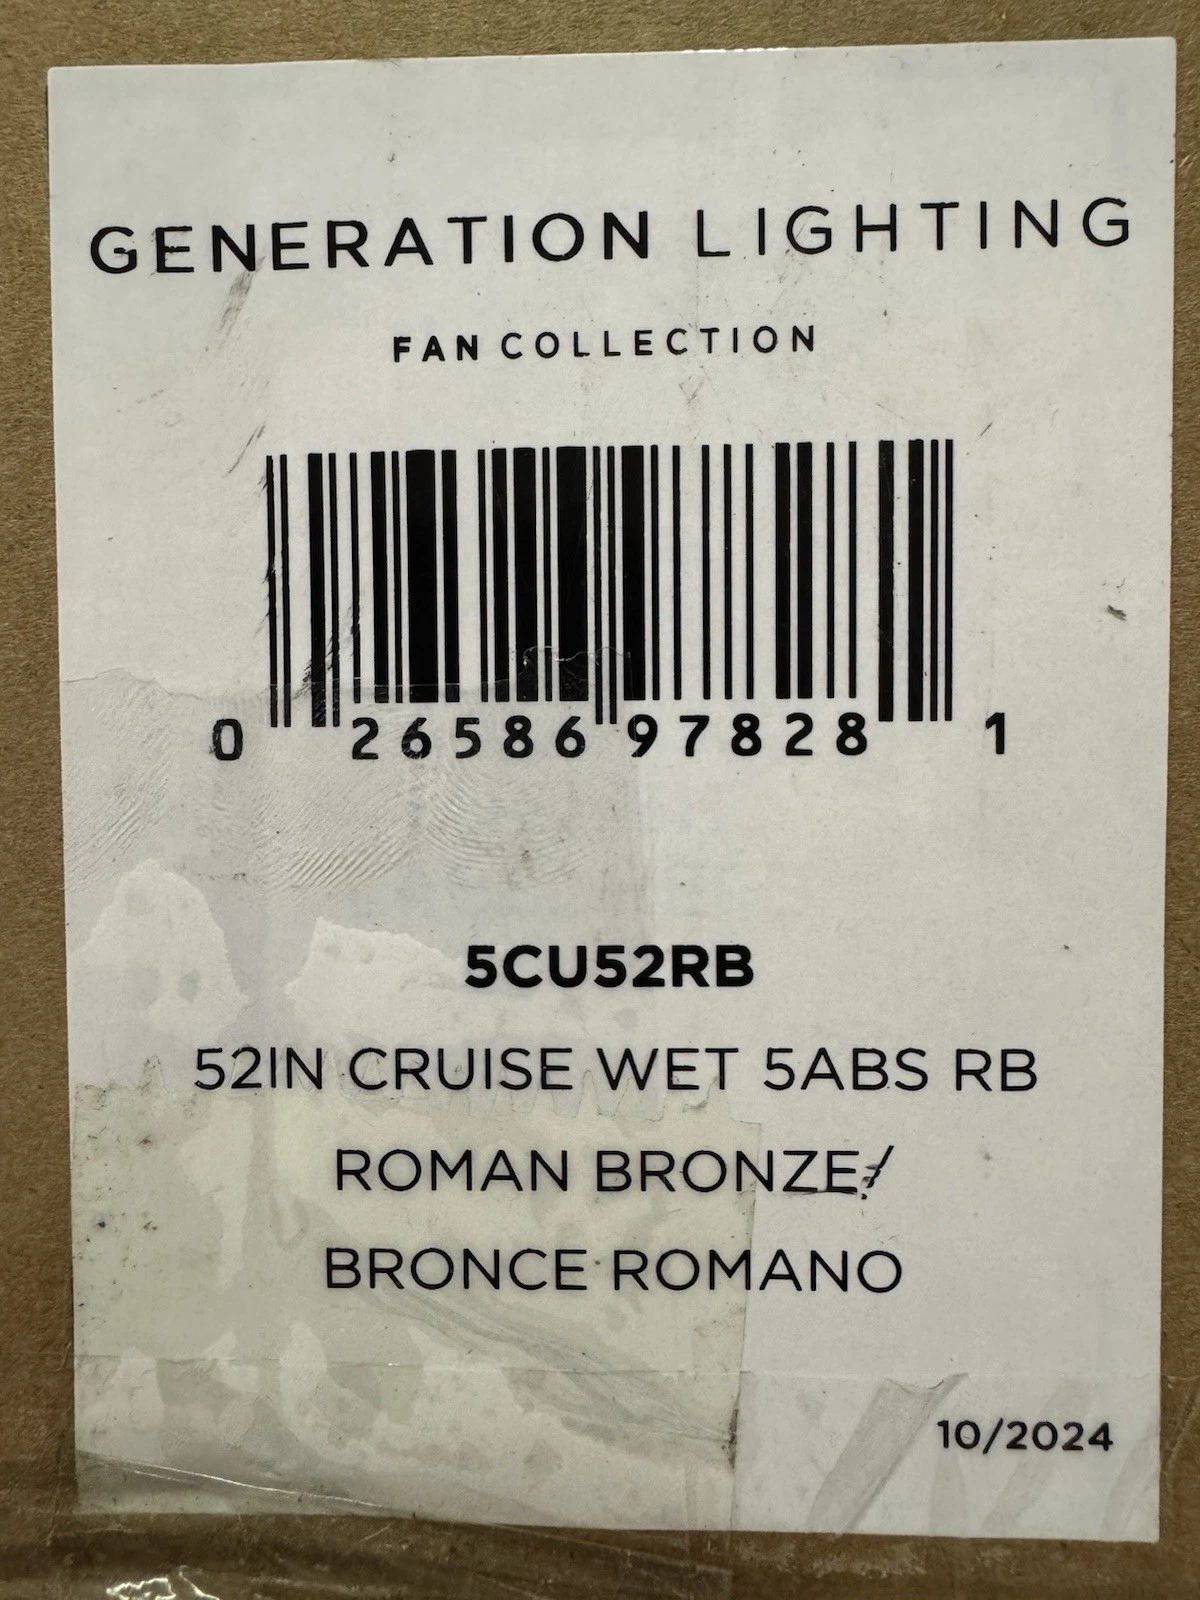 GENERATION LIGHTING
FAN COLLECTION
0 26586 97828 1
5CU52RB
52IN CRUISE WET 5ABS RB
ROMAN BRONZE/
BRONCE ROMANO
10/2024